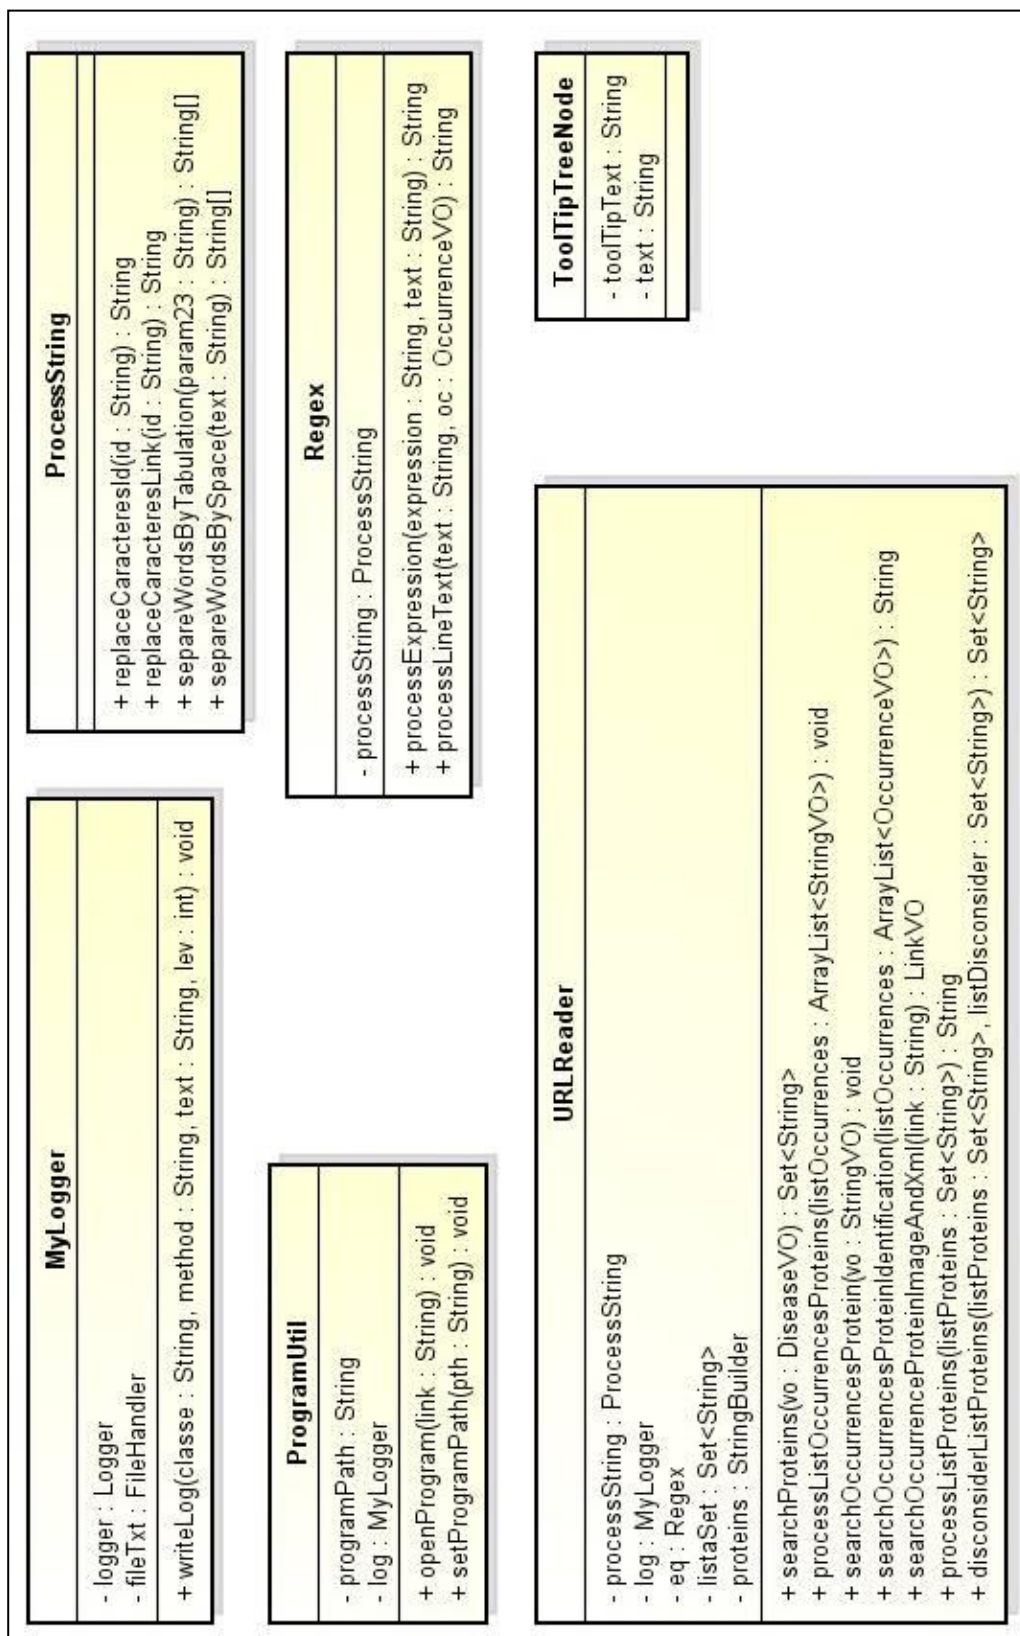 MyLogger
- logger : Logger
- fileTxt : FileHandler
+ writeLog(classe : String, method : String, text : String, lev : int) : void
ProcessString
+ replaceCaracteresId(id : String) : String
+ replaceCaracteresLink(id : String) : String
+ separeWordsByTabulation(param23 : String) : String[]
+ separeWordsBySpace(text : String) : String[]
ProgramUtil
- programPath : String
- log : MyLogger
+ openProgram(link : String) : void
+ setProgramPath(pth : String) : void
Regex
- processString : ProcessString
+ processExpression(expression : String, text : String) : String
+ processLineText(text : String, oc : OccurrenceVO) : String
URLReader
- processString : ProcessString
- log : MyLogger
- eq : Regex
- listaSet : Set<String>
- proteins : StringBuilder
+ searchProteins(vo : DiseaseVO) : Set<String>
+ processListOccurrencesProteins(listOccurrences : ArrayList<StringVO>) : void
+ searchOccurrencesProtein(vo : StringVO) : void
+ searchOccurrencesProteinIdentification(listOccurrences : ArrayList<OccurrenceVO>) : String
+ searchOccurrenceProteinImageAndXml(link : String) : LinkVO
+ processListProteins(listProteins : Set<String>) : String
+ disconsiderListProteins(listProteins : Set<String>, listDisconsider : Set<String>) : Set<String>
ToolTipTreeNode
- toolTipText : String
- text : String